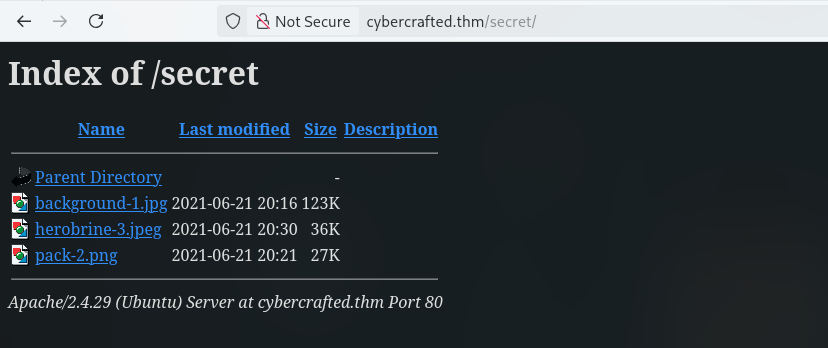 Not Secure cybercrafted.thm/secret/
Index of /secret
Name Last modified Size Description
Parent Directory -
background-1.jpg 2021-06-21 20:16 123K
herobrine-3.jpeg 2021-06-21 20:30 36K
pack-2.png 2021-06-21 20:21 27K
Apache/2.4.29 (Ubuntu) Server at cybercrafted.thm Port 80